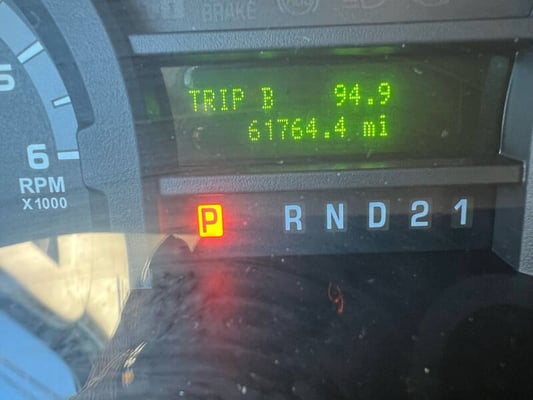 BRAKE
5
TRIP B 94.9
61764.4 mi
6
RPM
X1000
P R N D 2 1